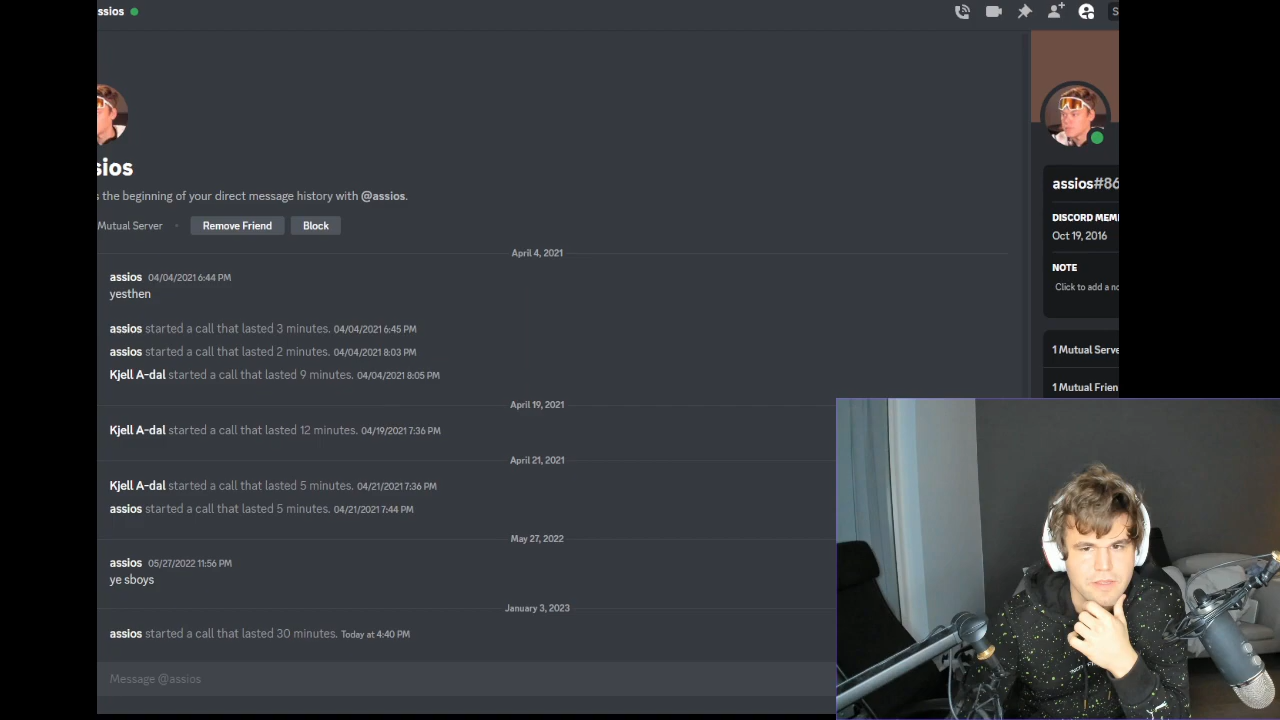 ssios
S
sios
s the beginning of your direct message history with @assios.
Mutual Server • Remove Friend Block
April 4, 2021
assios 04/04/2021 6:44 PM
yesthen
assios started a call that lasted 3 minutes. 04/04/2021 6:45 PM
assios started a call that lasted 2 minutes. 04/04/2021 8:03 PM
Kjell A-dal started a call that lasted 9 minutes. 04/04/2021 8:05 PM
April 19, 2021
Kjell A-dal started a call that lasted 12 minutes. 04/19/2021 7:36 PM
April 21, 2021
Kjell A-dal started a call that lasted 5 minutes. 04/21/2021 7:36 PM
assios started a call that lasted 5 minutes. 04/21/2021 7:44 PM
May 27, 2022
assios 05/27/2022 11:56 PM
ye sboys
January 3, 2023
assios started a call that lasted 30 minutes. Today at 4:40 PM
Message @assios
assios#86
DISCORD MEM
Oct 19, 2016
NOTE
Click to add a no
1 Mutual Serve
1 Mutual Frien